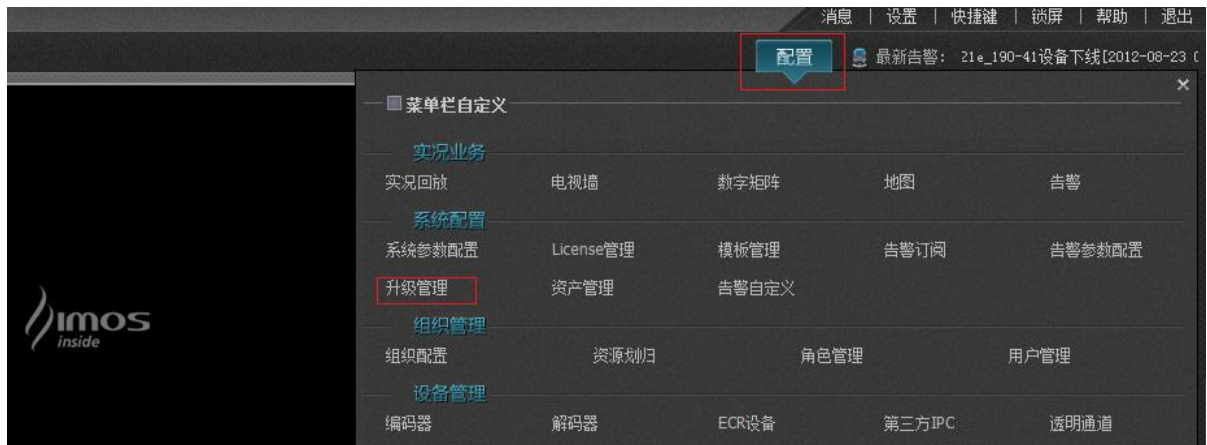 消息 | 设置 | 快捷键 | 锁屏 | 帮助 | 退出
配置 最新告警： 21e_190-41设备下线[2012-08-23 0
菜单栏自定义
实况业务
实况回放 电视墙 数字矩阵 地图 告警
系统配置
系统参数配置 License管理 模板管理 告警订阅 告警参数配置
升级管理 资产管理 告警自定义
组织管理
组织配置 资源划归 角色管理 用户管理
设备管理
编码器 解码器 ECR设备 第三方IPC 透明通道
imos
inside